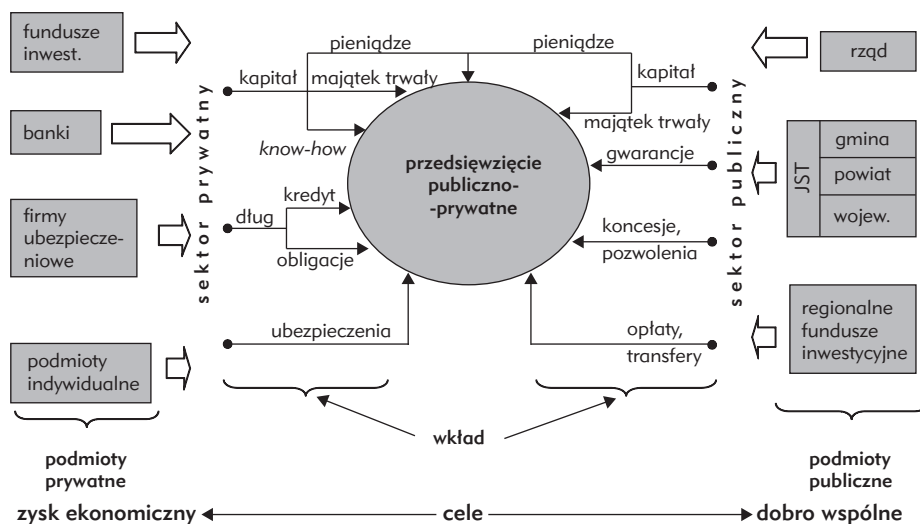 fundusze
inwest.
banki
firmy
ubezpiecze-
niowe
podmioty
indywidualne
podmioty
prywatne
sektor prywatny
pieniądze
kapitał
majątek trwały
know-how
kredyt
dług
obligacje
ubezpieczenia
przedsięwzięcie
publiczno-
-prywatne
pieniądze
kapitał
majątek trwały
gwarancje
koncesje,
pozwolenia
opłaty,
transfery
wkład
sektor publiczny
rząd
JST
gmina
powiat
wojew.
regionalne
fundusze
inwestycyjne
podmioty
publiczne
zysk ekonomiczny
cele
dobro wspólne